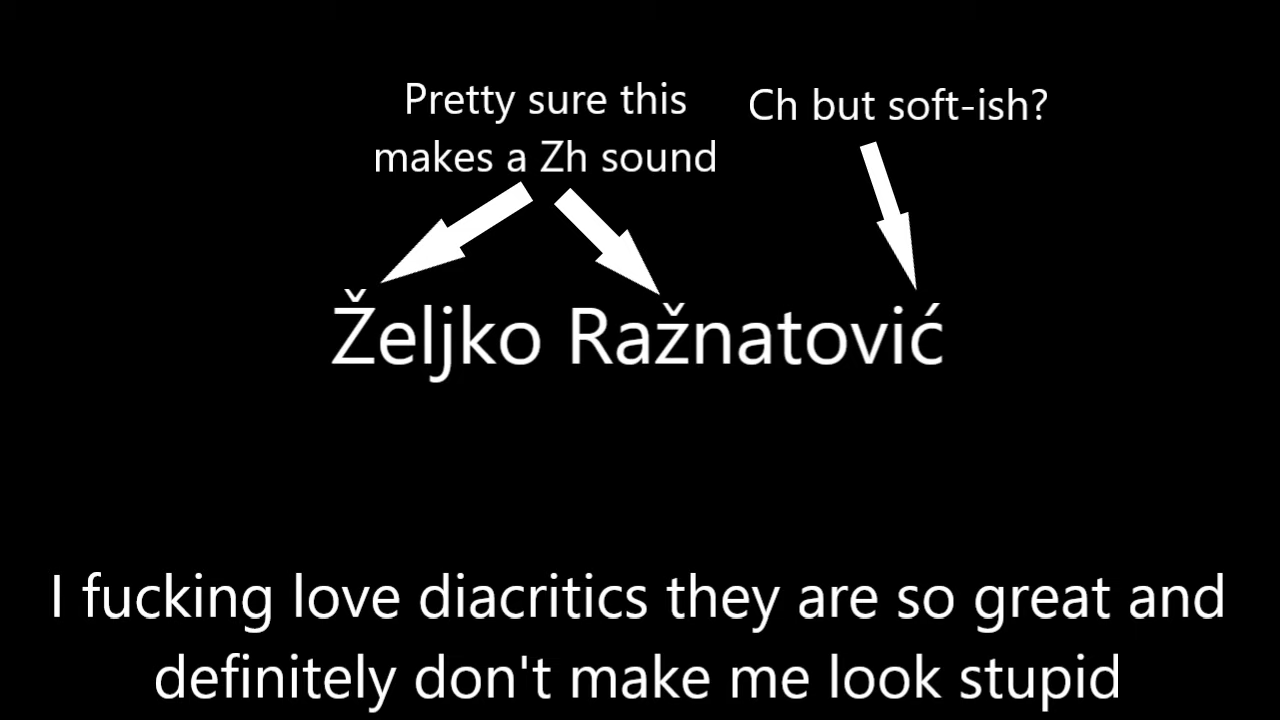 Pretty sure this
makes a Zh sound
Ch but soft-ish?
Željko Ražnatović
I fucking love diacritics they are so great and
definitely don't make me look stupid